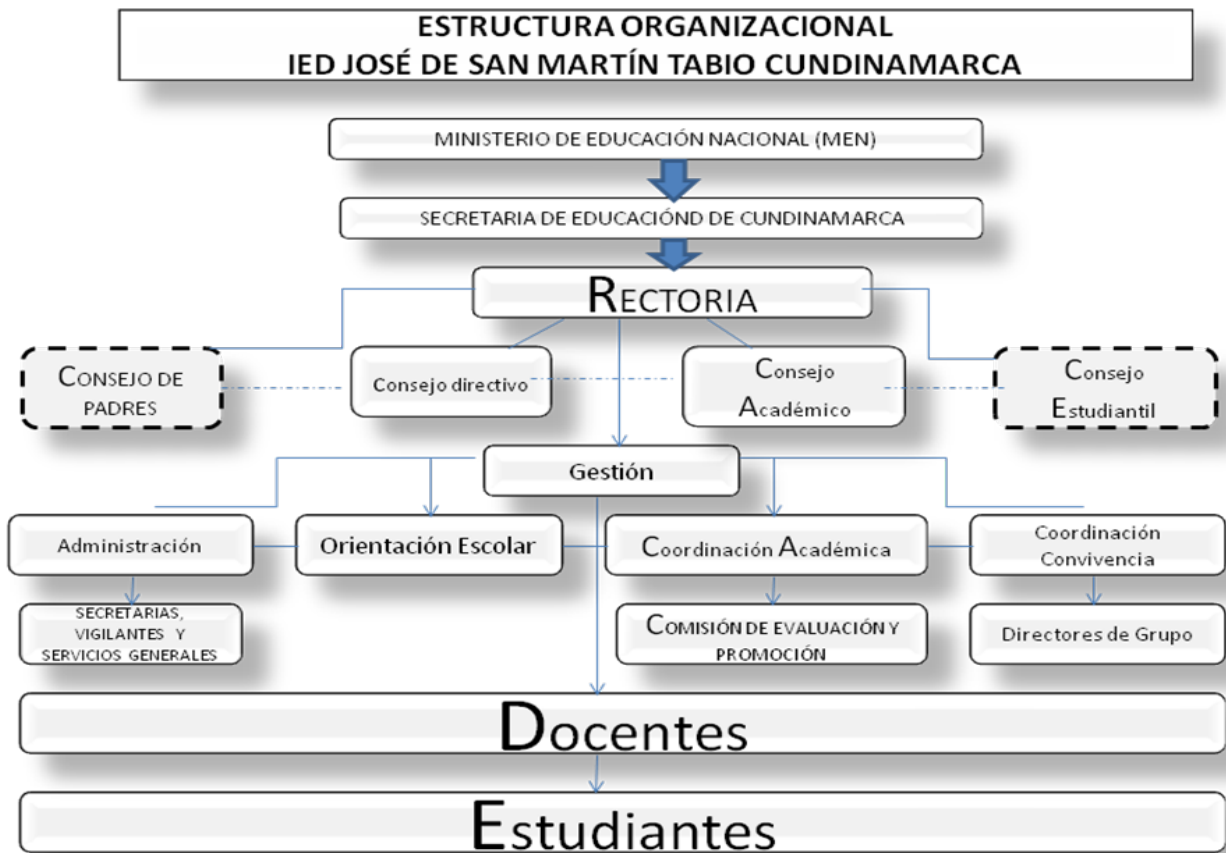 ESTRUCTURA ORGANIZACIONAL
IED JOSÉ DE SAN MARTÍN TABIO CUNDINAMARCA
MINISTERIO DE EDUCACIÓN NACIONAL (MEN)
SECRETARIA DE EDUCACIÓND DE CUNDINAMARCA
RECTORIA
CONSEJO DE
PADRES
Consejo directivo
Consejo
Académico
Consejo
Estudiantil
Gestión
Administración
Orientación Escolar
Coordinación Académica
Coordinación
Convivencia
SECRETARIAS,
VIGILANTES Y
SERVICIOS GENERALES
COMISIÓN DE EVALUACIÓN Y
PROMOCIÓN
Directores de Grupo
Docentes
Estudiantes